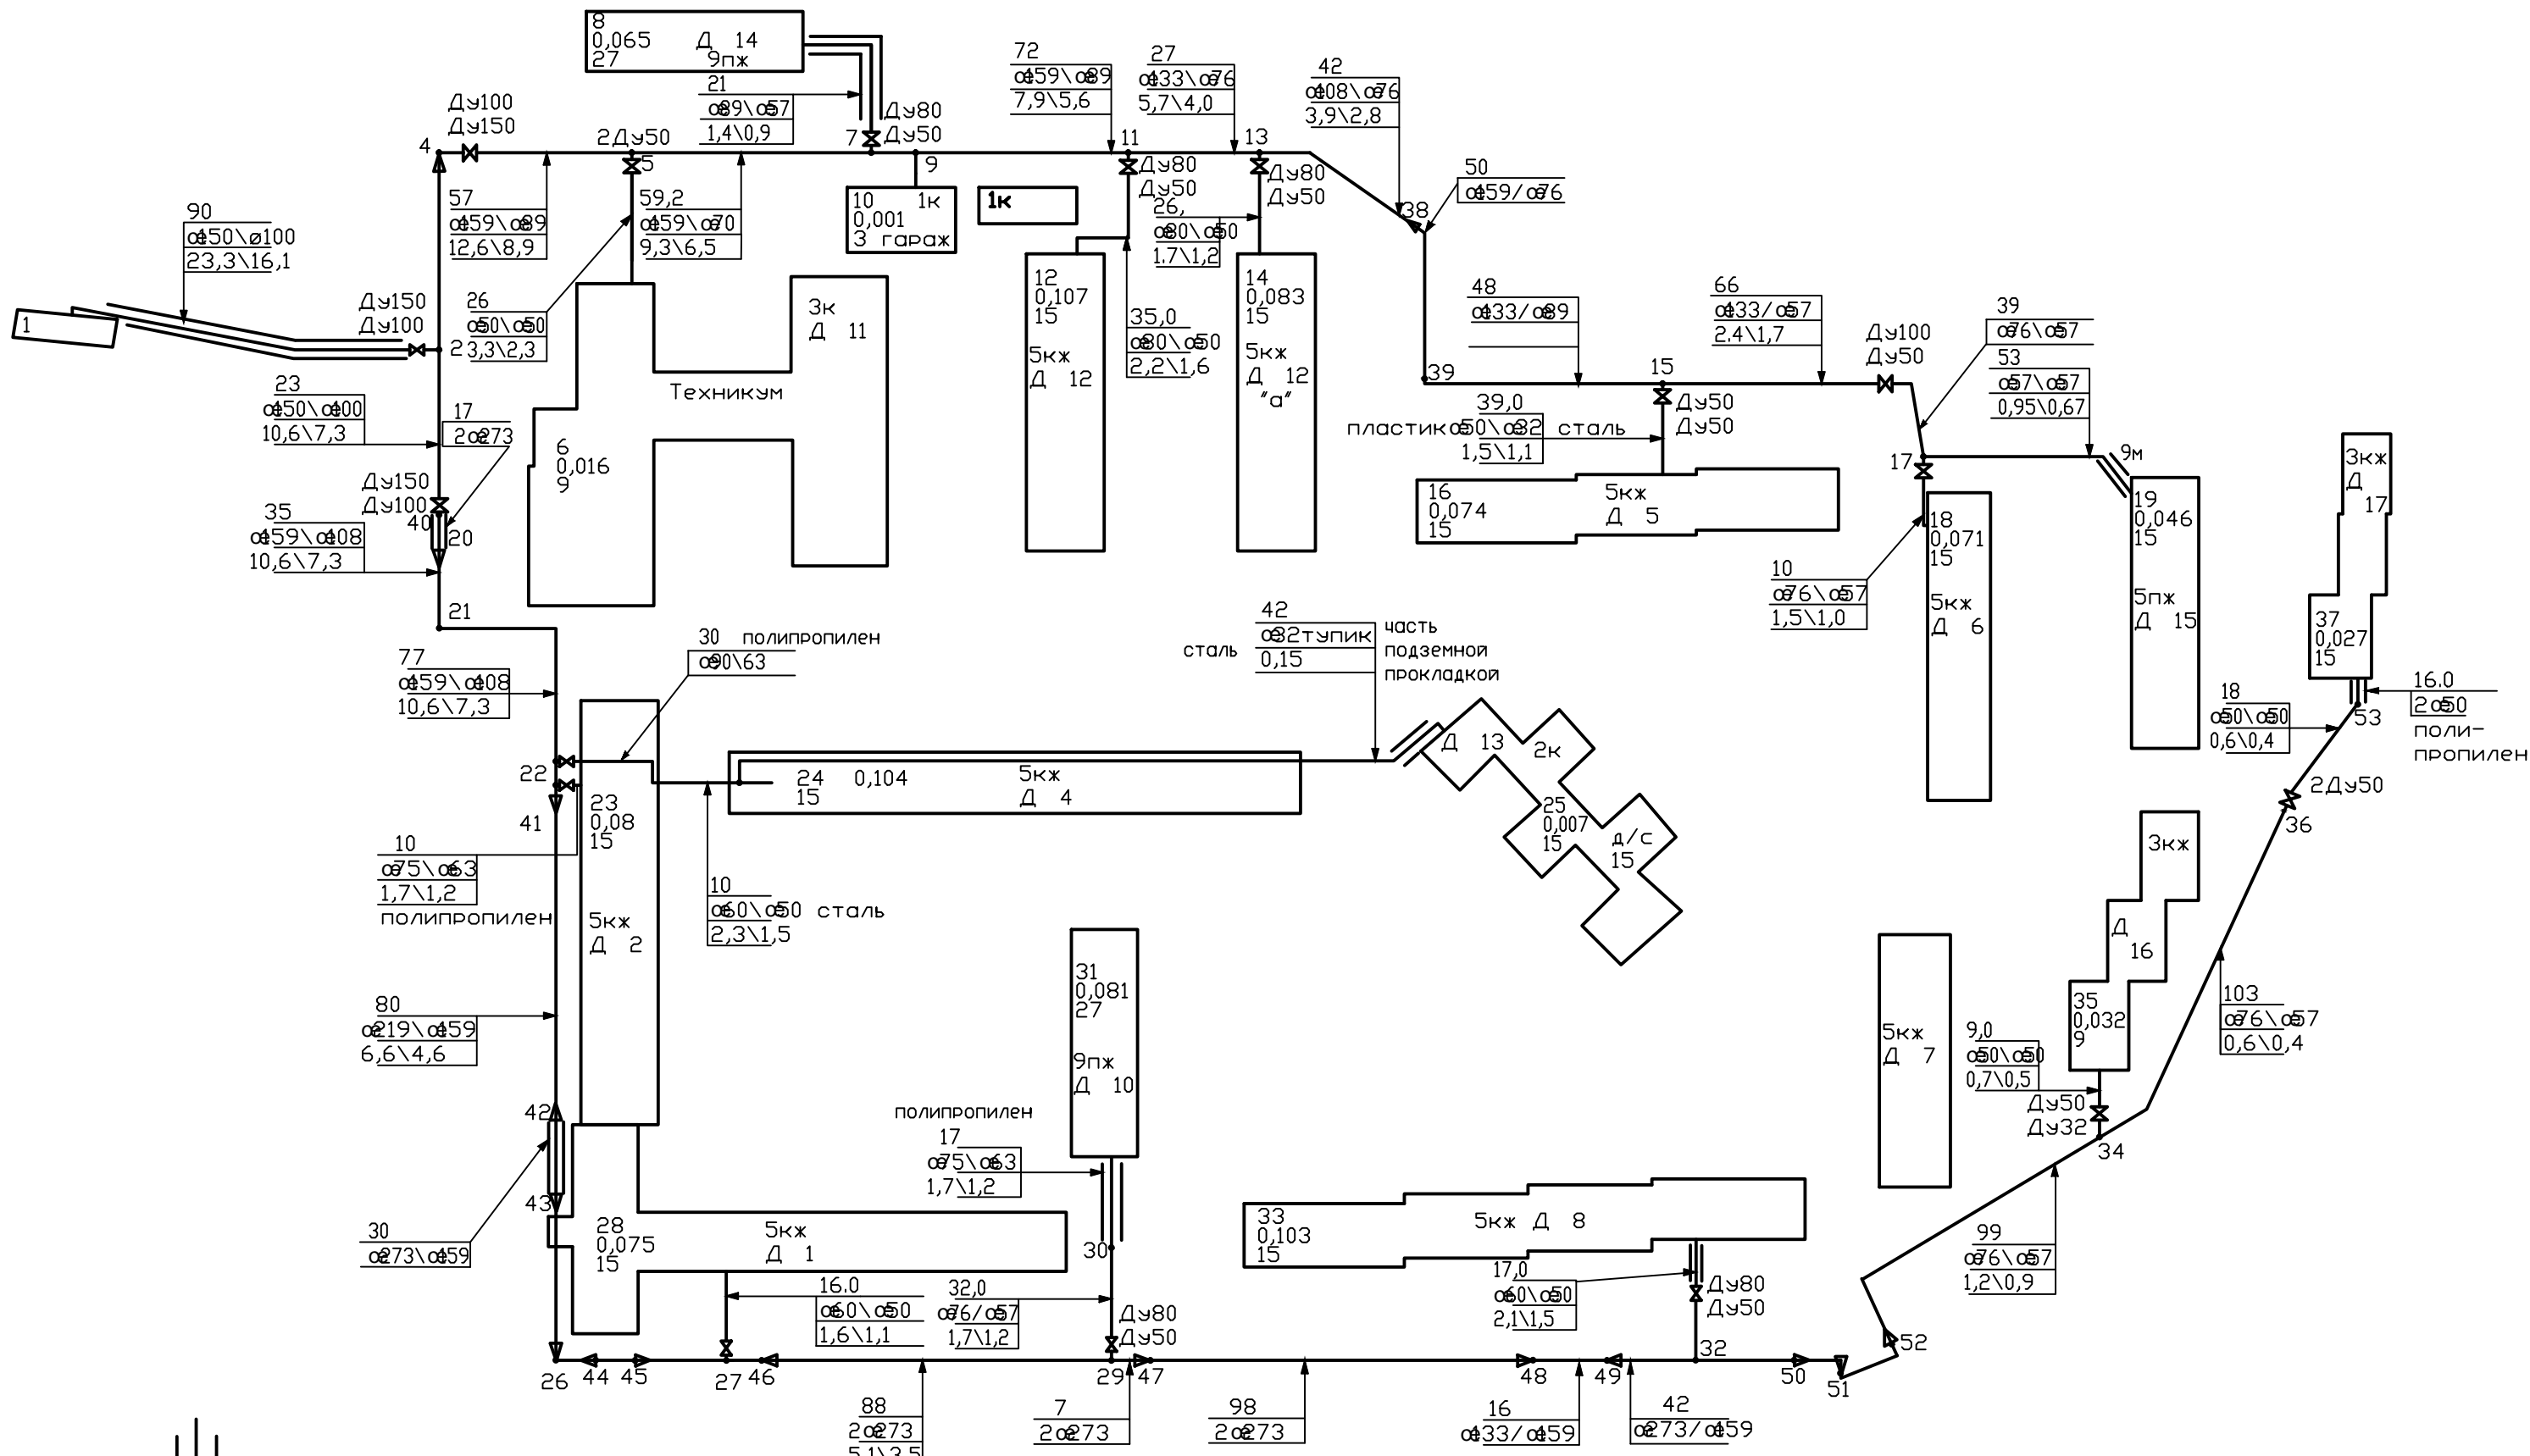 8
0,065 Д 14
27 9пж
21
ø89\ø57
1,4\0,9
Ду80
Ду50
7
72
ø159\ø89
7,9\5,6
27
ø133\ø76
5,7\4,0
42
ø108\ø76
3,9\2,8
Ду100
Ду150
4
2Ду50
5
9
11
13
Ду80
Ду50
Ду80
Ду50
50
ø159/ø76
38
57
ø159\ø89
12,6\8,9
59,2
ø159\ø70
9,3\6,5
10 1к
0,001
3 гараж
1к
26,
ø80\ø50
1.7\1,2
90
ø150\ø100
23,3\16,1
1
Ду150
Ду100
2
26
ø50\ø50
3,3\2,3
3к
Д 11
Техникум
6
0,016
9
12
0,107
15
5кж
Д 12
35,0
ø80\ø50
2,2\1,6
14
0,083
15
5кж
Д 12
"а"
48
ø133/ø89
66
ø133/ø57
2.4\1,7
39
15
Ду100
Ду50
39
ø76\ø57
53
ø57\ø57
0,95\0,67
23
ø150\ø100
10,6\7,3
17
2ø273
39,0
пластик ø50\ø32 сталь
1,5\1,1
Ду50
Ду50
17
9м
Ду150
Ду100
40
20
35
ø159\ø108
10,6\7,3
16
0,074
15
5кж
Д 5
18
0,071
15
5кж
Д 6
19
0,046
15
5пж
Д 15
3кж
Д
17
37
0,027
15
10
ø76\ø57
1,5\1,0
21
77
ø159\ø108
10,6\7,3
30 полипропилен
ø90\63
42
сталь ø32тупик
0,15
часть
подземной
прокладкой
18
ø50\ø50
0,6\0,4
16.0
2ø50
поли-
пропилен
53
2Ду50
36
22
41
23
0,08
15
5кж
Д 2
24 0,104
15
5кж
Д 4
Д 13 2к
25
0,007
15
д/с
15
10
ø75\ø63
1,7\1,2
полипропилен
10
ø60\ø50 сталь
2,3\1,5
3кж
Д
16
35
0,032
9
80
ø219\ø159
6,6\4,6
31
0,081
27
9пж
Д 10
5кж
Д 7
9,0
ø50\ø50
0,7\0,5
Ду50
Ду32
34
103
ø76\ø57
0,6\0,4
42
43
полипропилен
17
ø75\ø63
1,7\1,2
30
30
ø273\ø159
28
0,075
15
5кж
Д 1
33
0,103
15
5кж Д 8
99
ø76\ø57
1,2\0,9
16.0
ø60\ø50
1,6\1,1
32,0
ø76/ø57
1,7\1,2
Ду80
Ду50
17,0
ø60\ø50
2,1\1,5
Ду80
Ду50
32
52
26
44
45
27
46
29
47
48
49
50
51
88
2ø273
5,1\3,5
7
2ø273
98
2ø273
16
ø133/ø159
42
ø273/ø159